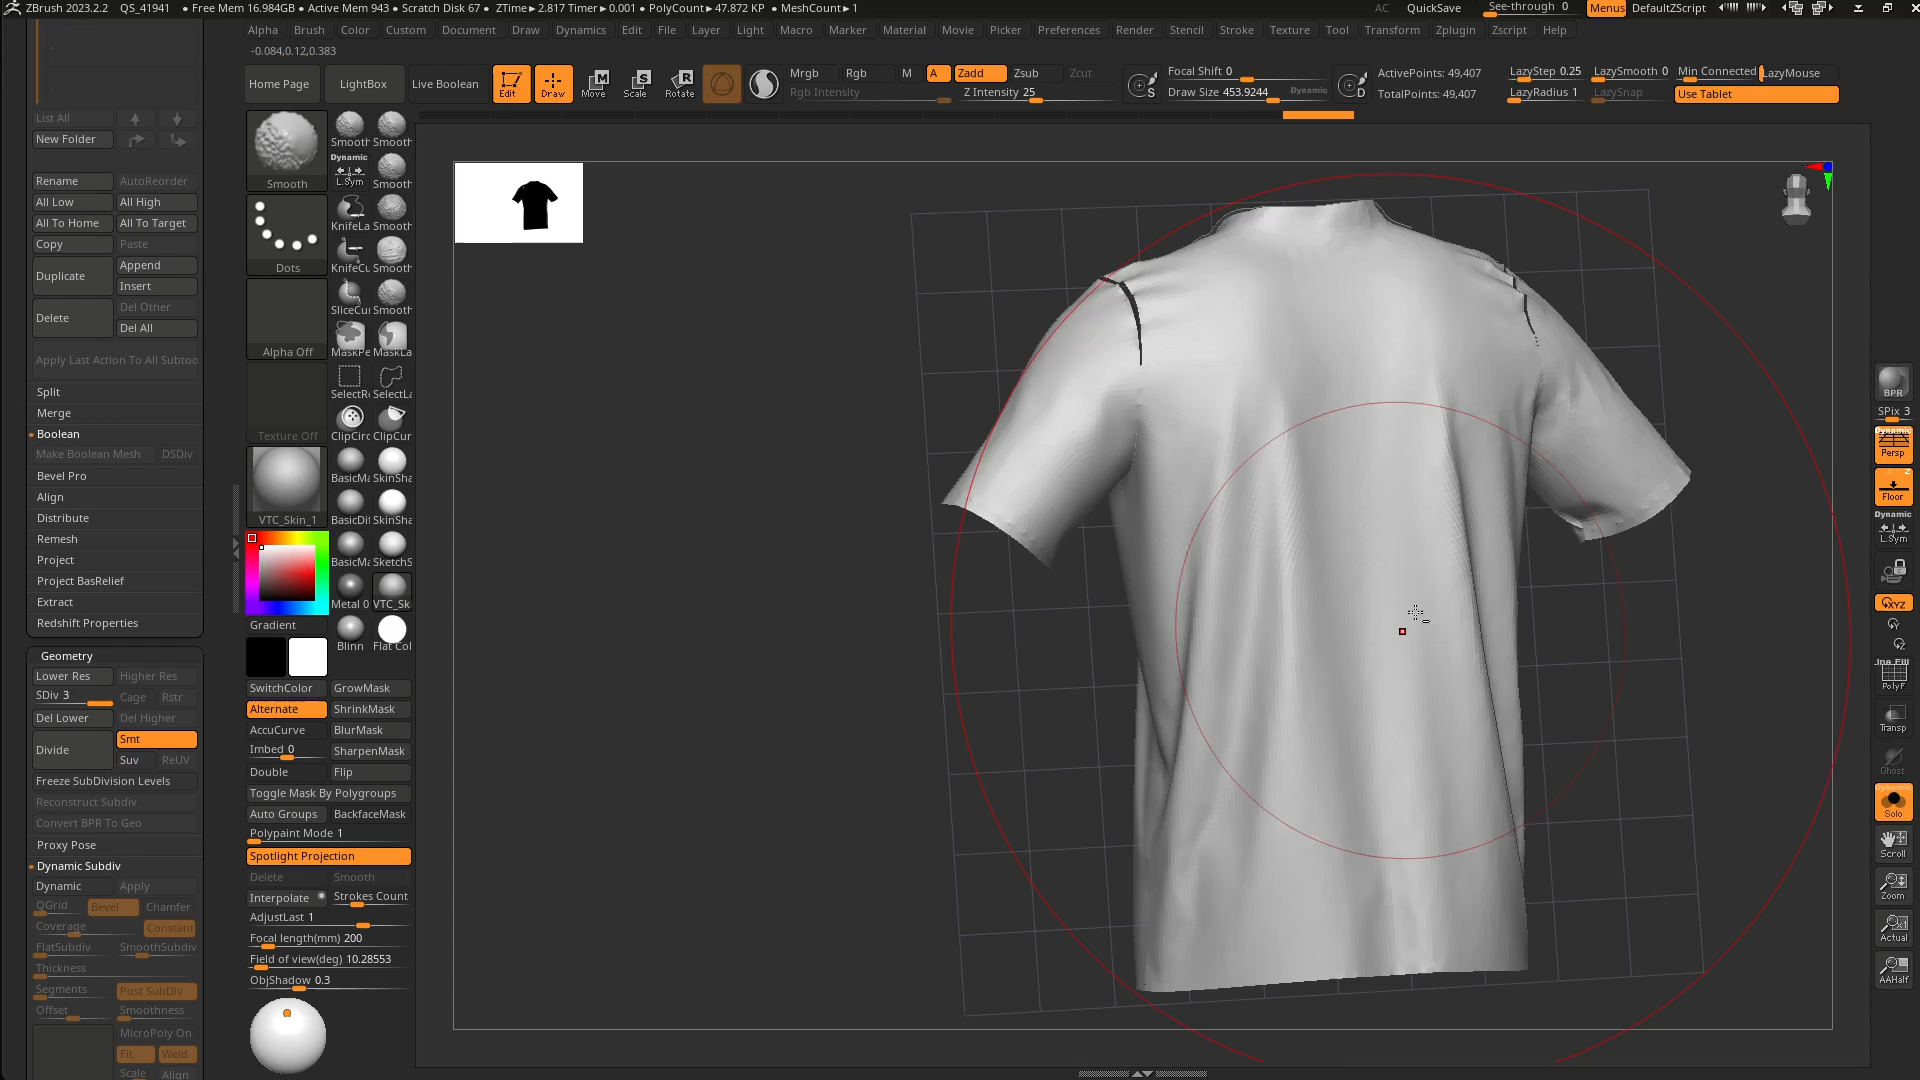 ZBrush 2023.2.2 QS_41941 • Free Mem 16.984GB • Active Mem 943 • Scratch Disk 67 • ZTime▸2.817 Timer▸0.001 • PolyCount▸47.872 KP • MeshCount▸1 AC QuickSave See-through 0 Menus DefaultZScript
Alpha Brush Color Custom Document Draw Dynamics Edit File Layer Light Macro Marker Material Movie Picker Preferences Render Stencil Stroke Texture Tool Transform Zplugin Zscript Help
-0.084,0.12,0.383
Home Page LightBox Live Boolean Edit Draw Move Scale Rotate
Mrgb Rgb M A Zadd Zsub Zcut
Rgb Intensity Z Intensity 25
Focal Shift 0
Draw Size 453.9244 Dynamic
S D
ActivePoints: 49,407
TotalPoints: 49,407
LazyStep 0.25 LazySmooth 0 Min Connected LazyMouse
LazyRadius 1 LazySnap Use Tablet
List All
New Folder
Rename AutoReorder
All Low All High
All To Home All To Target
Copy Paste
Duplicate Append
Insert
Delete Del Other
Del All
Apply Last Action To All Subtoo
Split
Merge
Boolean
Make Boolean Mesh DSDiv
Bevel Pro
Align
Distribute
Remesh
Project
Project BasRelief
Extract
Redshift Properties
Geometry
Lower Res Higher Res
SDiv 3 Cage Rstr
Del Lower Del Higher
Divide Smt
Suv ReUV
Freeze SubDivision Levels
Reconstruct Subdiv
Convert BPR To Geo
Proxy Pose
Dynamic Subdiv
Dynamic Apply
QGrid Bevel Chamfer
Coverage Constant
FlatSubdiv SmoothSubdiv
Thickness
Segments Post SubDiv
Offset Smoothness
MicroPoly On
Fit Weld
Scale Align
Smooth
Dots
Alpha Off
Texture Off
VTC_Skin_1
Smooth Smooth
Dynamic
L.Sym Smooth
KnifeLa Smooth
KnifeCu Smooth
SliceCu Smooth
MaskPe MaskLa
SelectRe SelectLa
ClipCirc ClipCur
BasicMa SkinSha
BasicDi SkinSha
BasicMa SketchS
Metal 0 VTC_Sk
Blinn Flat Col
Gradient
SwitchColor GrowMask
Alternate ShrinkMask
AccuCurve BlurMask
Imbed 0 SharpenMask
Double Flip
Toggle Mask By Polygroups
Auto Groups BackfaceMask
Polypaint Mode 1
Spotlight Projection
Delete Smooth
Interpolate Strokes Count
AdjustLast 1
Focal length(mm) 200
Field of view(deg) 10.28553
ObjShadow 0.3
BPR
SPix 3
Dynamic
Persp
Floor
Dynamic
L.Sym
XYZ
Line Fill
PolyF
Transp
Ghost
Dynamic
Solo
Scroll
Zoom
Actual
AAHalf